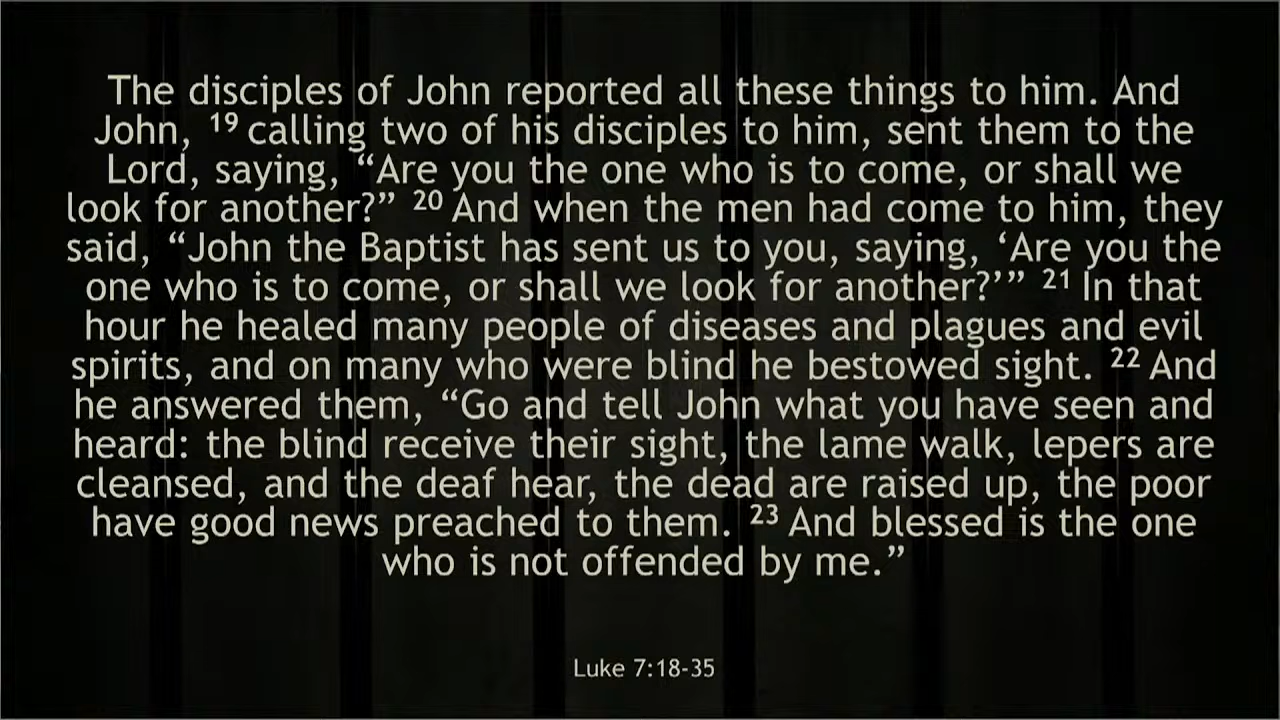 The disciples of John reported all these things to him. And
John, 19 calling two of his disciples to him, sent them to the
Lord, saying, “Are you the one who is to come, or shall we
look for another?” 20 And when the men had come to him, they
said, “John the Baptist has sent us to you, saying, ‘Are you the
one who is to come, or shall we look for another?’” 21 In that
hour he healed many people of diseases and plagues and evil
spirits, and on many who were blind he bestowed sight. 22 And
he answered them, “Go and tell John what you have seen and
heard: the blind receive their sight, the lame walk, lepers are
cleansed, and the deaf hear, the dead are raised up, the poor
have good news preached to them. 23 And blessed is the one
who is not offended by me.”
Luke 7:18-35